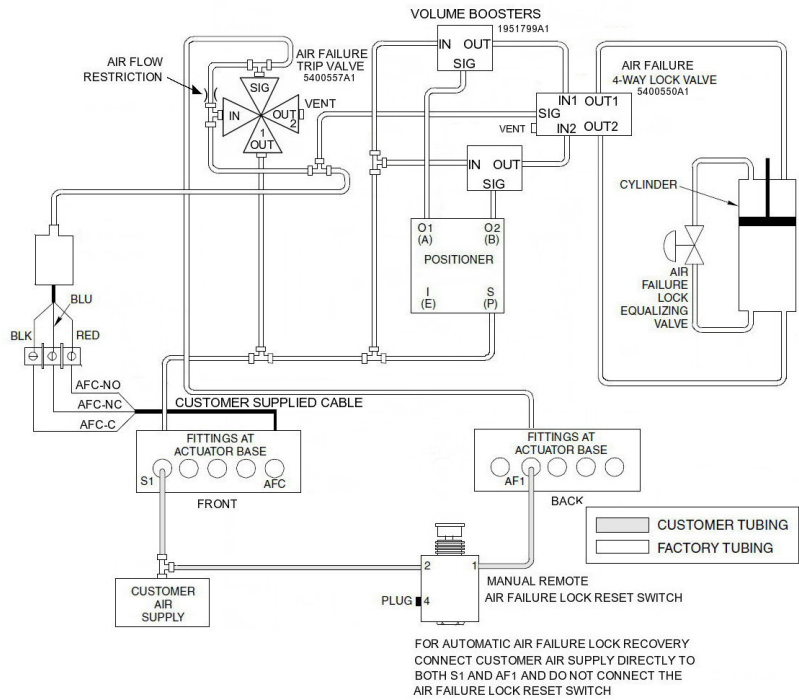 VOLUME BOOSTERS
1951799A1
IN OUT
SIG
AIR FLOW
RESTRICTION
AIR FAILURE
TRIP VALVE
5400557A1
SIG
IN
OUT
2
1
OUT
VENT
AIR FAILURE
4-WAY LOCK VALVE
5400550A1
IN1 OUT1
SIG
IN2 OUT2
VENT
IN OUT
SIG
CYLINDER
O1
(A)
O2
(B)
POSITIONER
I
(E)
S
(P)
AIR
FAILURE
LOCK
EQUALIZING
VALVE
BLU
BLK
RED
AFC-NO
AFC-NC
AFC-C
CUSTOMER SUPPLIED CABLE
FITTINGS AT
ACTUATOR BASE
S1
AFC
FRONT
FITTINGS AT
ACTUATOR BASE
AF1
BACK
CUSTOMER TUBING
FACTORY TUBING
CUSTOMER
AIR
SUPPLY
2
1
PLUG
4
MANUAL REMOTE
AIR FAILURE LOCK RESET SWITCH
FOR AUTOMATIC AIR FAILURE LOCK RECOVERY
CONNECT CUSTOMER AIR SUPPLY DIRECTLY TO
BOTH S1 AND AF1 AND DO NOT CONNECT THE
AIR FAILURE LOCK RESET SWITCH